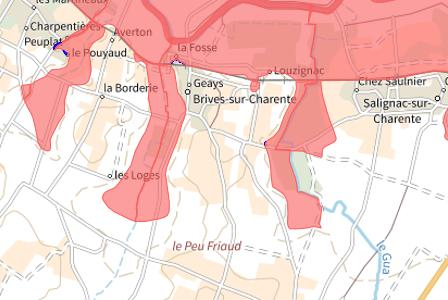 les Martineaux
Charpentières
Peuplat
Averton
le Pouyaud
la Fosse
Louzignac
Geays
la Borderie
Brives-sur-Charente
Chez Saulnier
Salignac-sur-
Charente
les Loges
le Peu Friaud
le Gua